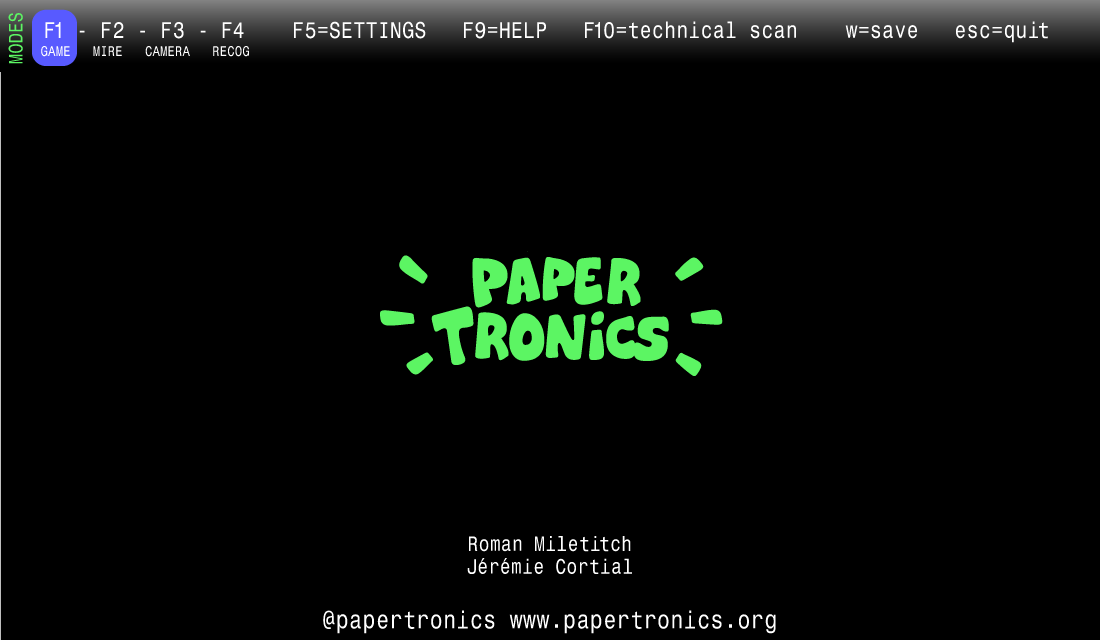 MODES
F1 - F2 - F3 - F4 F5=SETTINGS F9=HELP F10=technical scan w=save esc=quit
GAME MIRE CAMERA RECOG
PAPER
TRONiCS
Roman Miletitch
Jérémie Cortial
@papertronics www.papertronics.org